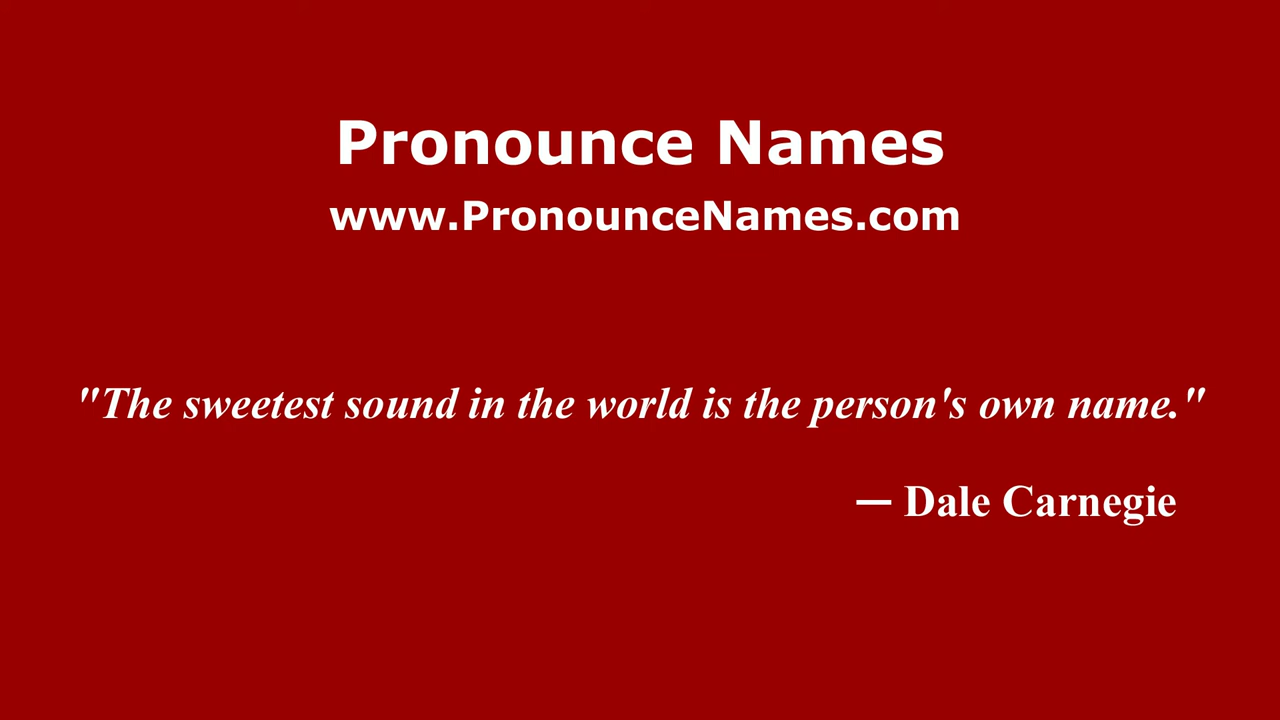 Pronounce Names
www.PronounceNames.com
"The sweetest sound in the world is the person's own name."
— Dale Carnegie